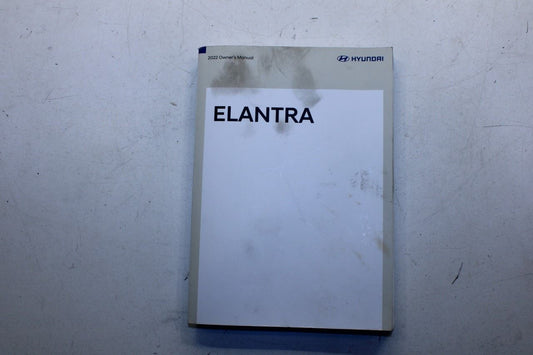 2022 Owner's Manual
HYUNDAI
ELANTRA